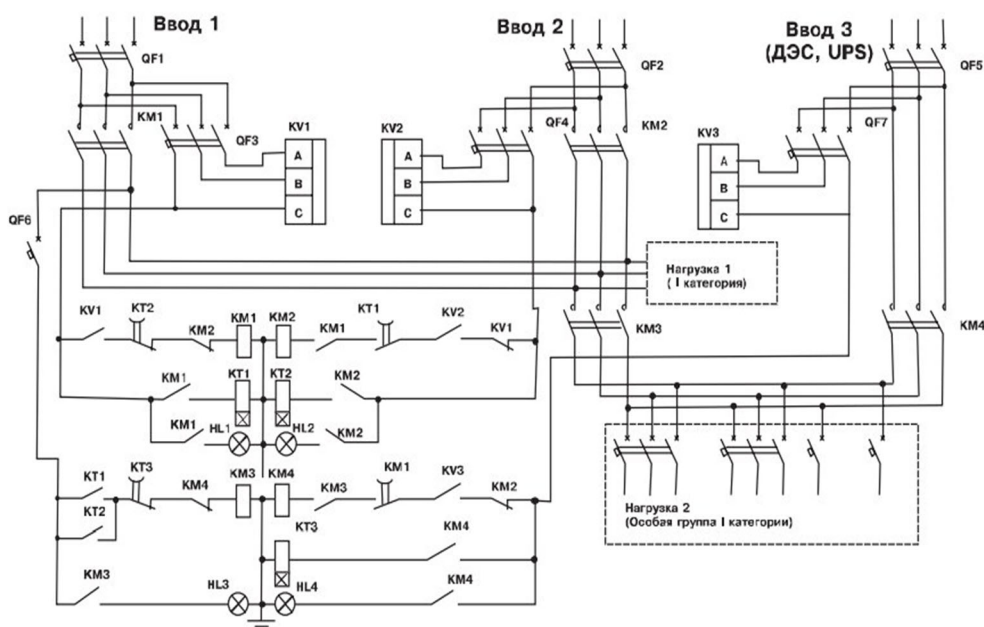 Ввод 1
Ввод 2
Ввод 3
(ДЭС, UPS)
QF1
QF2
QF5
KM1
QF3
KV1
KV2
QF4
KM2
KV3
QF7
A
B
C
A
B
C
A
B
C
QF6
Нагрузка 1
( I категория)
KV1
KT2
KM2
KM1
KM2
KM1
KT1
KV2
KV1
KM3
KM4
KM1
KT1
KT2
KM2
KM1
HL1
HL2
KM2
KT1
KT3
KM4
KM3
KM4
KM3
KM1
KV3
KM2
KT2
KT3
KM4
Нагрузка 2
(Особая группа I категории)
KM3
HL3
HL4
KM4